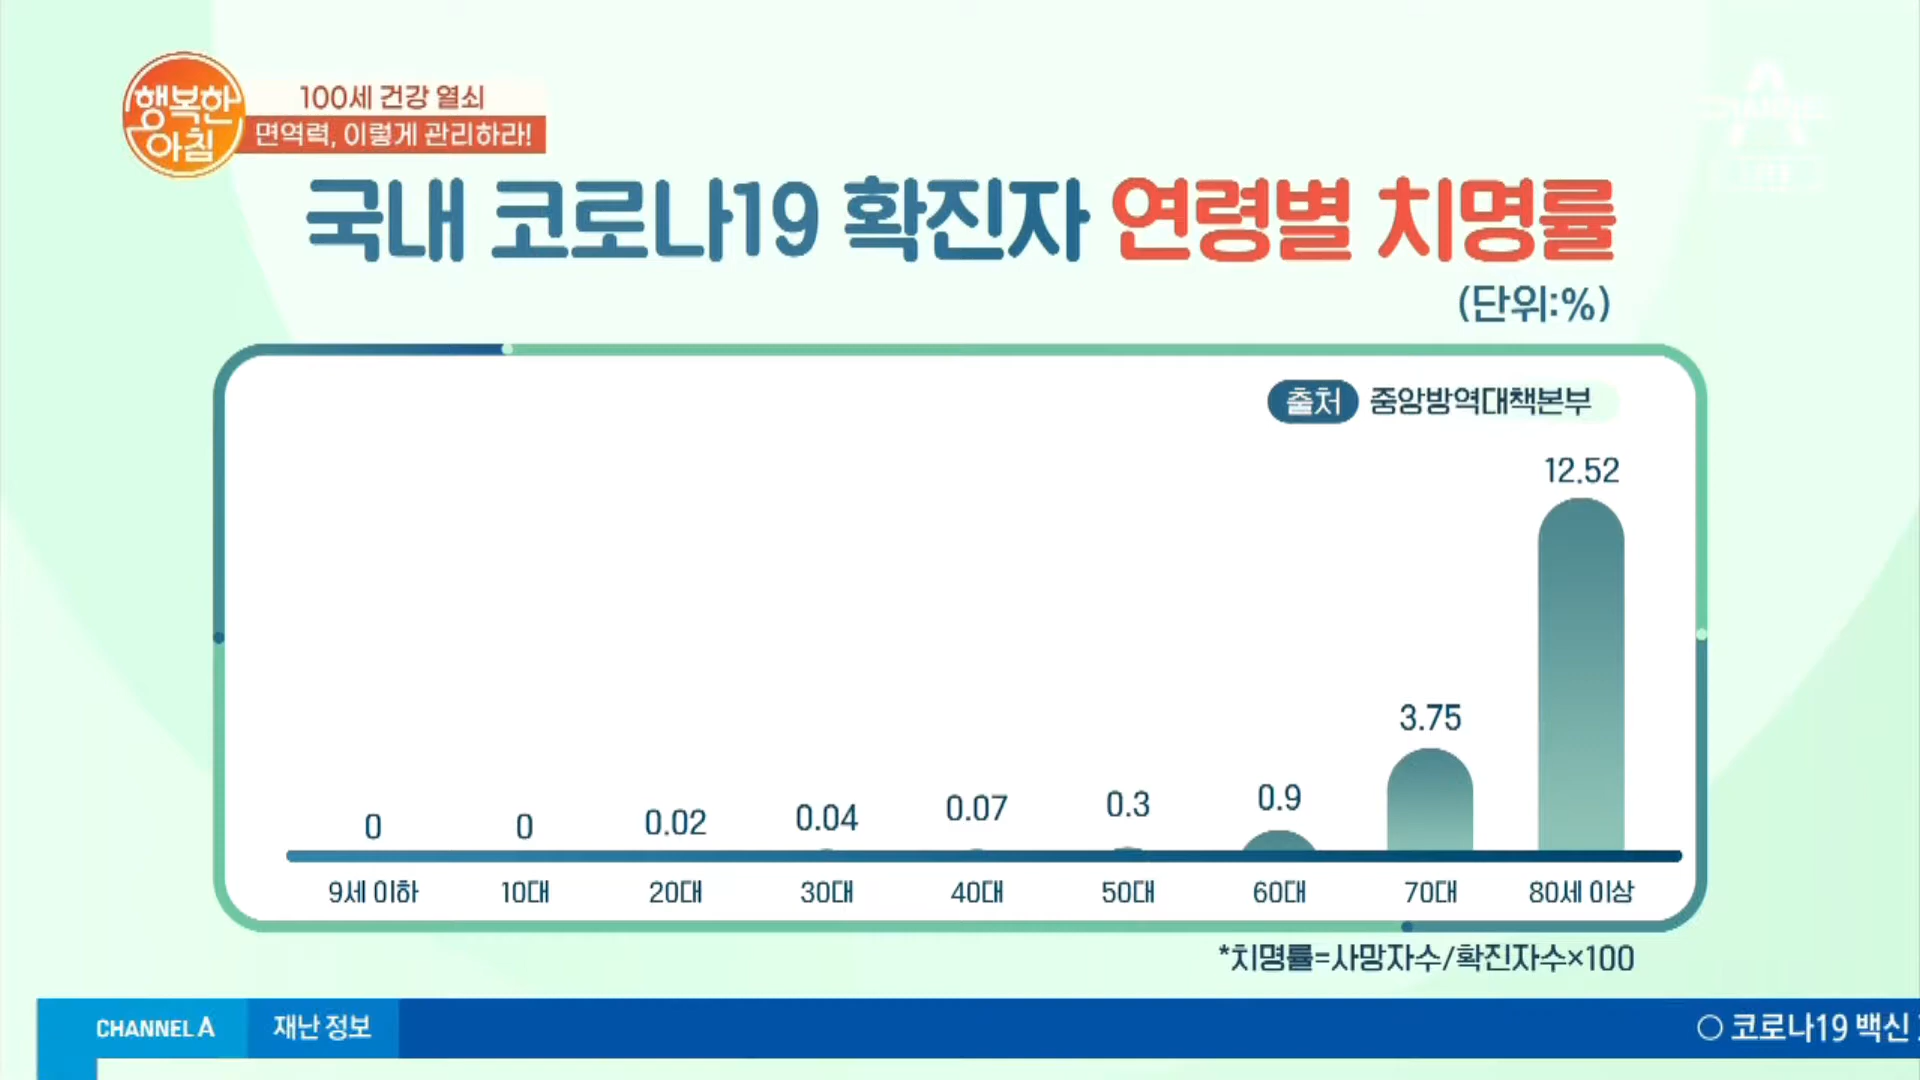 행복한
아침
100세 건강 열쇠
면역력, 이렇게 관리하라!
CHANNEL A
국내 코로나19 확진자 연령별 치명률
(단위:%)
출처 중앙방역대책본부
0
0
0.02
0.04
0.07
0.3
0.9
3.75
12.52
9세 이하
10대
20대
30대
40대
50대
60대
70대
80세 이상
*치명률=사망자수/확진자수×100
CHANNEL A
재난 정보
○ 코로나19 백신